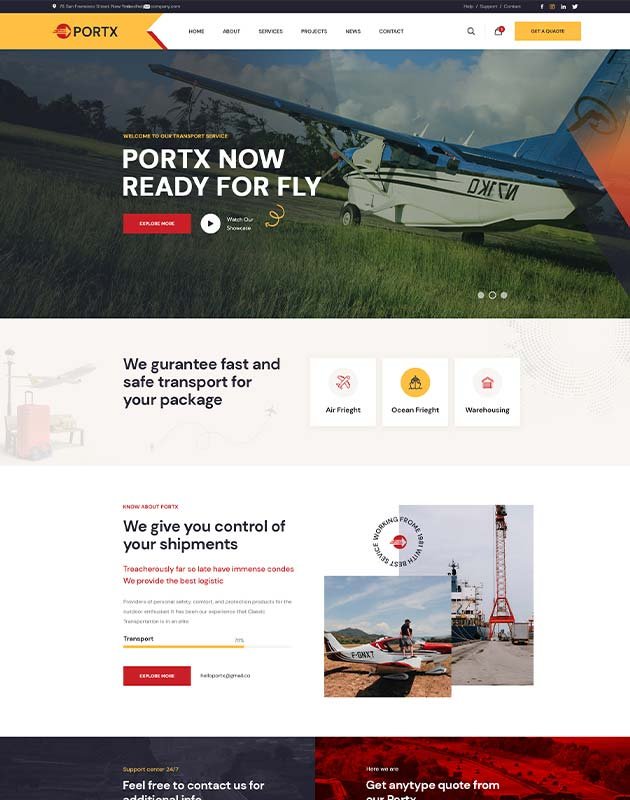 75 San Francisco Street, New
company.com
Help / Support / Contact
PORTX
HOME ABOUT SERVICES PROJECTS NEWS CONTACT
GET A QUAOTE
WELCOME TO OUR TRANSPORT SERVICE
PORTX NOW
READY FOR FLY
EXPLORE MORE
Watch Our
Showcase
We gurantee fast and
safe transport for
your package
Air Frieght
Ocean Frieght
Warehousing
KNOW ABOUT PORTX
We give you control of
your shipments
Treacherously far so late have immense condes
We provide the best logistic
Providers of personal safety, comfort, and protection products for the
outdoor enthusiast It has been our experience that Classic
Transportation is an elite
Transport
EXPLORE MORE
helloportx@gmail.co
SEVICE WORKING FROME 1981 WITH BEST
F-GNXT
Support center 24/7
Feel free to contact us for
additional info
Here we are
Get anytype quote from
our Portx